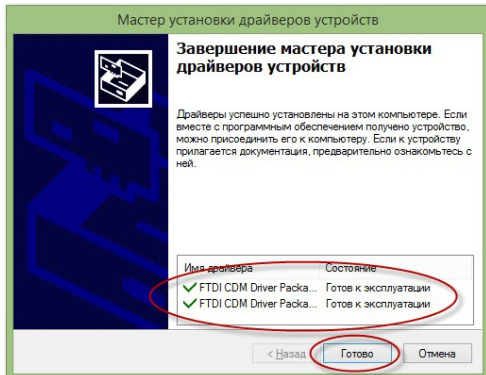 Мастер установки драйверов устройств
Завершение мастера установки
драйверов устройств
Драйверы успешно установлены на этом компьютере. Если
вместе с программным обеспечением получено устройство,
можно присоединить его к компьютеру. Если к устройству
прилагается документация, предварительно ознакомьтесь с
ней.
Имя драйвера Состояние
FTDI CDM Driver Packa... Готов к эксплуатации
FTDI CDM Driver Packa... Готов к эксплуатации
< Назад Готово Отмена